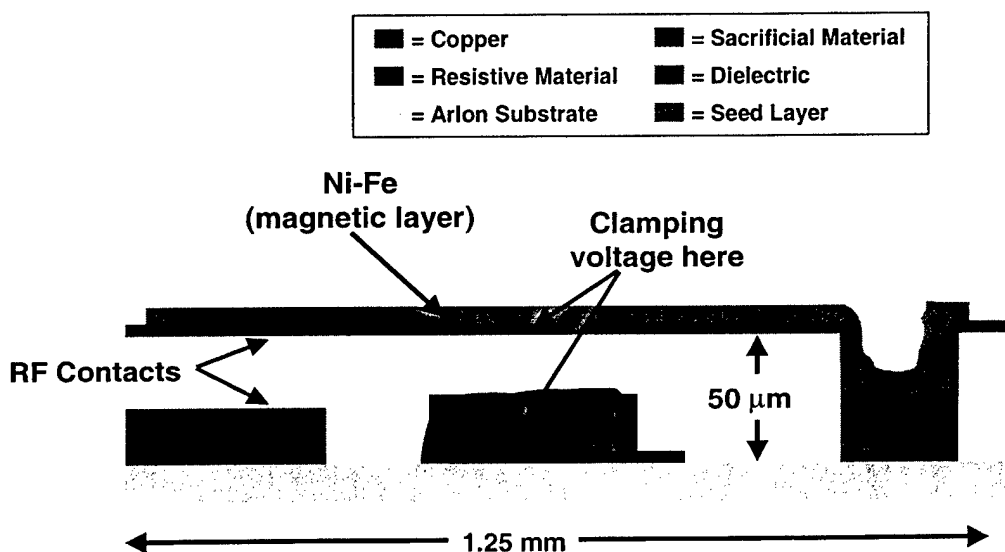 = Copper
= Sacrificial Material
= Resistive Material
= Dielectric
= Arlon Substrate
= Seed Layer
Ni-Fe
(magnetic layer)
Clamping
voltage here
RF Contacts
50 μm
1.25 mm